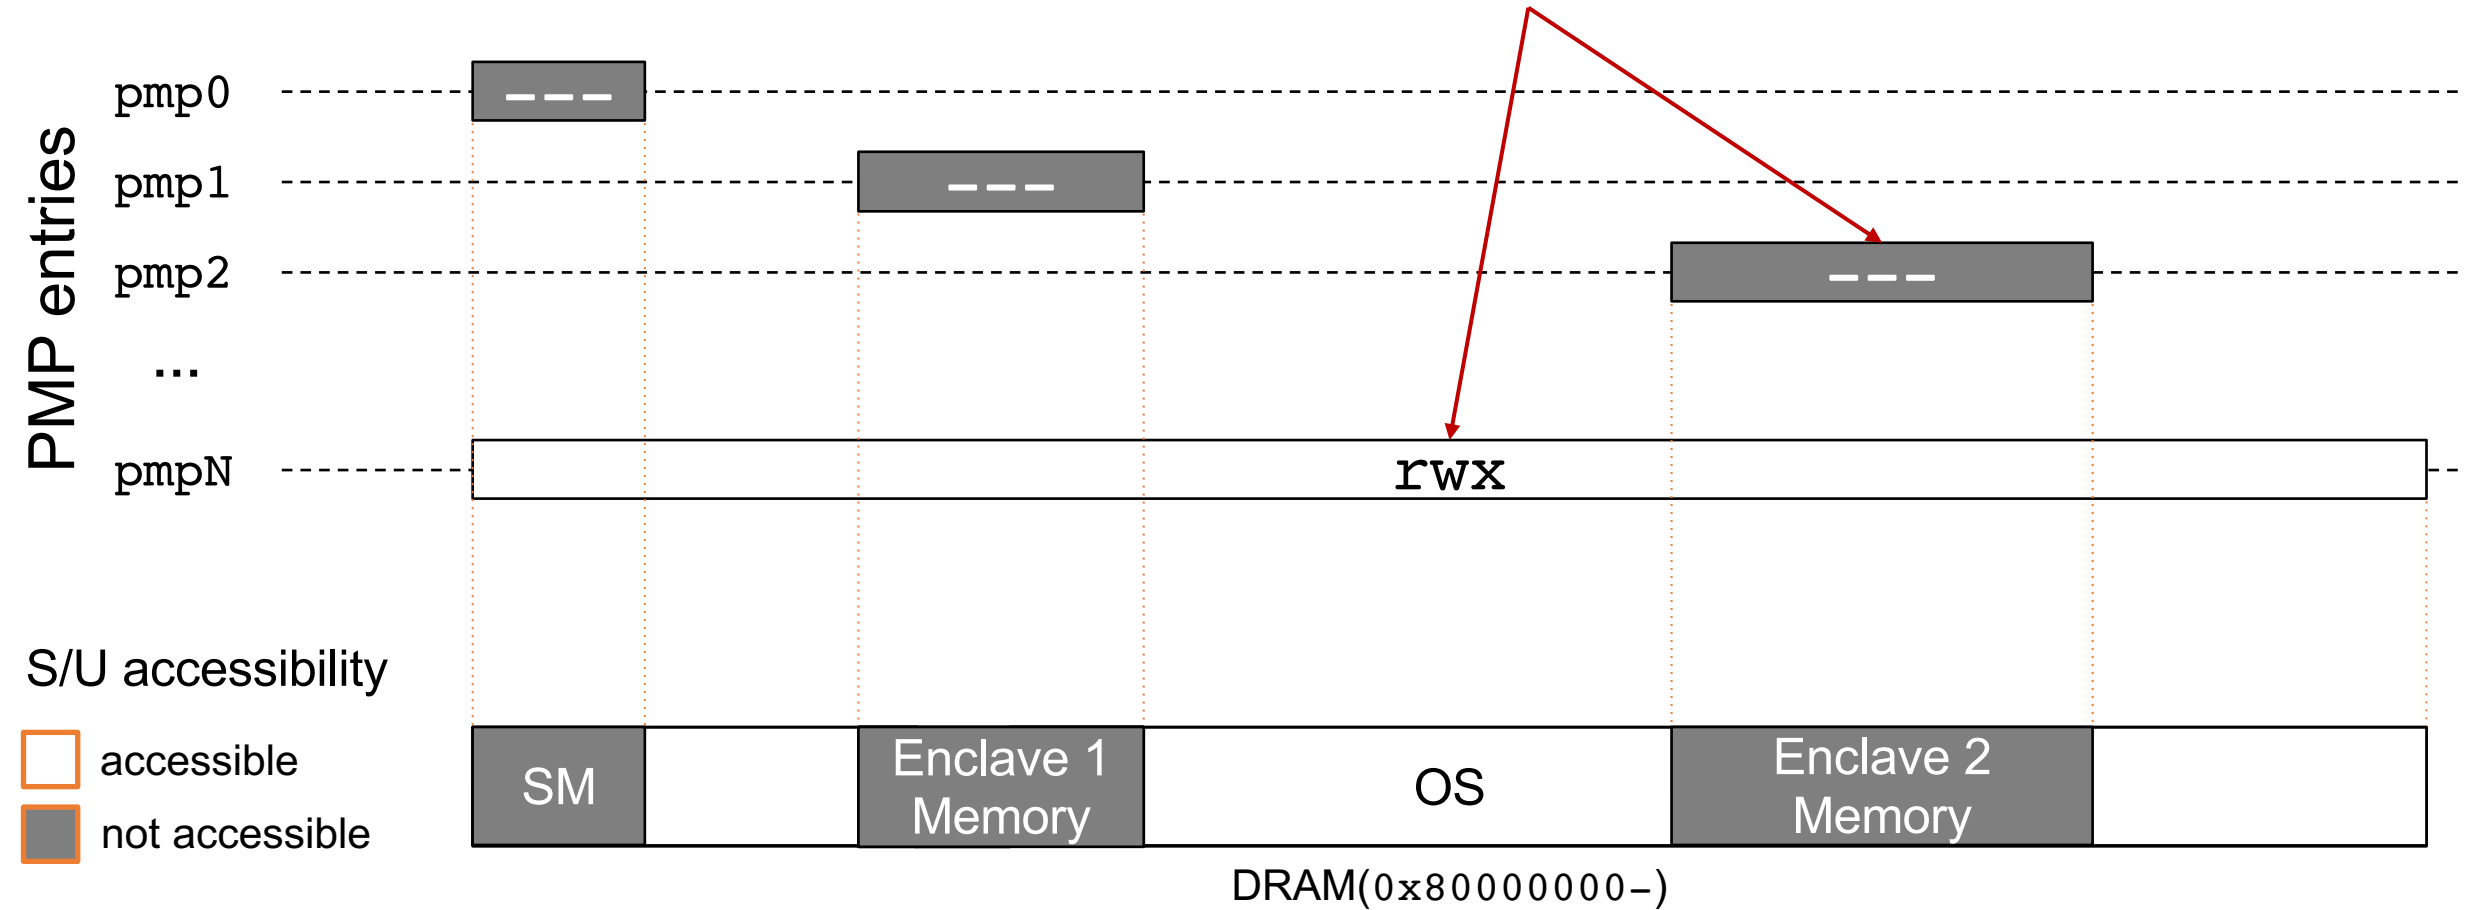 PMP entries
pmp0
---
pmp1
---
pmp2
---
...
pmpN
rwx
S/U accessibility
accessible
not accessible
SM
Enclave 1
Memory
OS
Enclave 2
Memory
DRAM(0x80000000-)